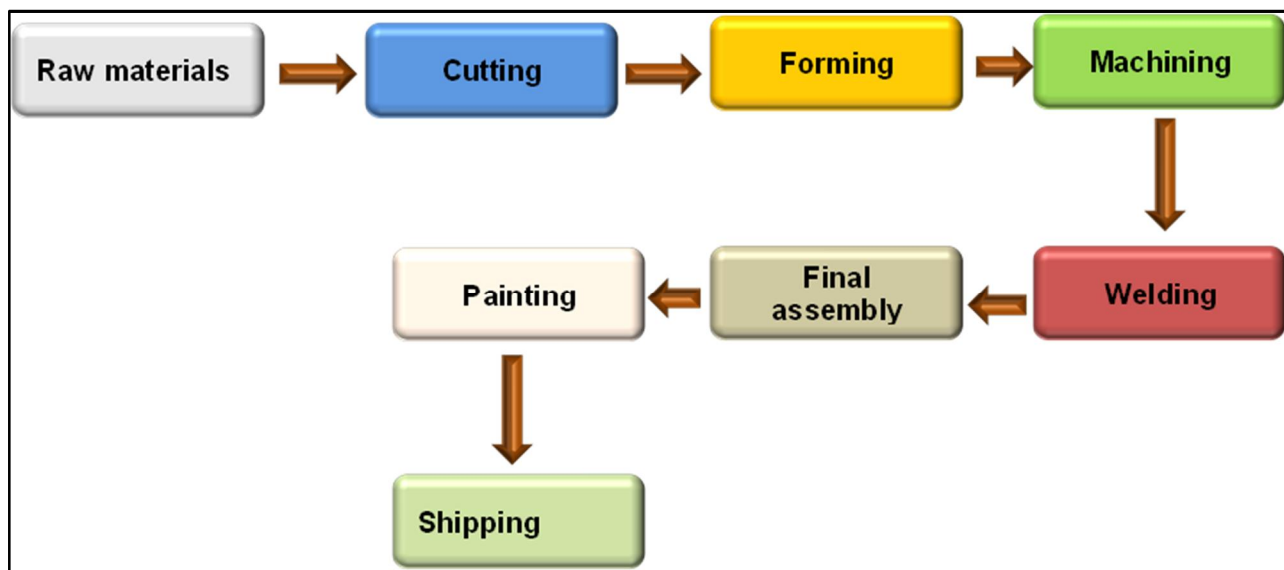 Raw materials
Cutting
Forming
Machining
Welding
Final
assembly
Painting
Shipping